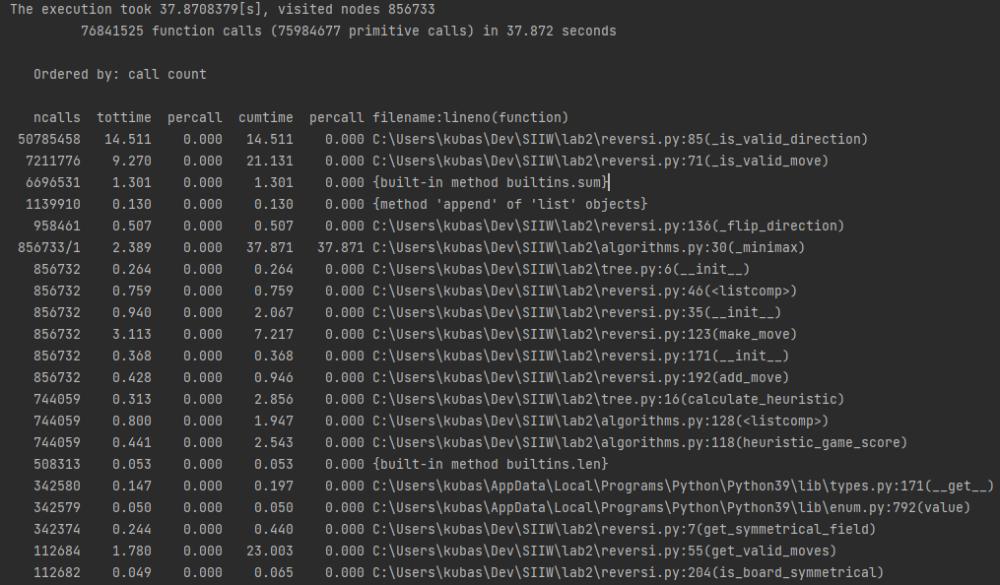 The execution took 37.8708379[s], visited nodes 856733
76841525 function calls (75984677 primitive calls) in 37.872 seconds
Ordered by: call count
ncalls tottime percall cumtime percall filename:lineno(function)
50785458 14.511 0.000 14.511 0.000 C:\Users\kubas\Dev\SIIW\lab2\reversi.py:85(_is_valid_direction)
7211776 9.270 0.000 21.131 0.000 C:\Users\kubas\Dev\SIIW\lab2\reversi.py:71(_is_valid_move)
6696531 1.301 0.000 1.301 0.000 {built-in method builtins.sum}
1139910 0.130 0.000 0.130 0.000 {method 'append' of 'list' objects}
958461 0.507 0.000 0.507 0.000 C:\Users\kubas\Dev\SIIW\lab2\reversi.py:136(_flip_direction)
856733/1 2.389 0.000 37.871 37.871 C:\Users\kubas\Dev\SIIW\lab2\algorithms.py:30(_minimax)
856732 0.264 0.000 0.264 0.000 C:\Users\kubas\Dev\SIIW\lab2\tree.py:6(__init__)
856732 0.759 0.000 0.759 0.000 C:\Users\kubas\Dev\SIIW\lab2\reversi.py:46(<listcomp>)
856732 0.940 0.000 2.067 0.000 C:\Users\kubas\Dev\SIIW\lab2\reversi.py:35(__init__)
856732 3.113 0.000 7.217 0.000 C:\Users\kubas\Dev\SIIW\lab2\reversi.py:123(make_move)
856732 0.368 0.000 0.368 0.000 C:\Users\kubas\Dev\SIIW\lab2\reversi.py:171(__init__)
856732 0.428 0.000 0.946 0.000 C:\Users\kubas\Dev\SIIW\lab2\reversi.py:192(add_move)
744059 0.313 0.000 2.856 0.000 C:\Users\kubas\Dev\SIIW\lab2\tree.py:16(calculate_heuristic)
744059 0.800 0.000 1.947 0.000 C:\Users\kubas\Dev\SIIW\lab2\algorithms.py:128(<listcomp>)
744059 0.441 0.000 2.543 0.000 C:\Users\kubas\Dev\SIIW\lab2\algorithms.py:118(heuristic_game_score)
508313 0.053 0.000 0.053 0.000 {built-in method builtins.len}
342580 0.147 0.000 0.197 0.000 C:\Users\kubas\AppData\Local\Programs\Python\Python39\lib\types.py:171(__get__)
342579 0.050 0.000 0.050 0.000 C:\Users\kubas\AppData\Local\Programs\Python\Python39\lib\enum.py:792(value)
342374 0.244 0.000 0.440 0.000 C:\Users\kubas\Dev\SIIW\lab2\reversi.py:7(get_symmetrical_field)
112684 1.780 0.000 23.003 0.000 C:\Users\kubas\Dev\SIIW\lab2\reversi.py:55(get_valid_moves)
112682 0.049 0.000 0.065 0.000 C:\Users\kubas\Dev\SIIW\lab2\reversi.py:204(is_board_symmetrical)